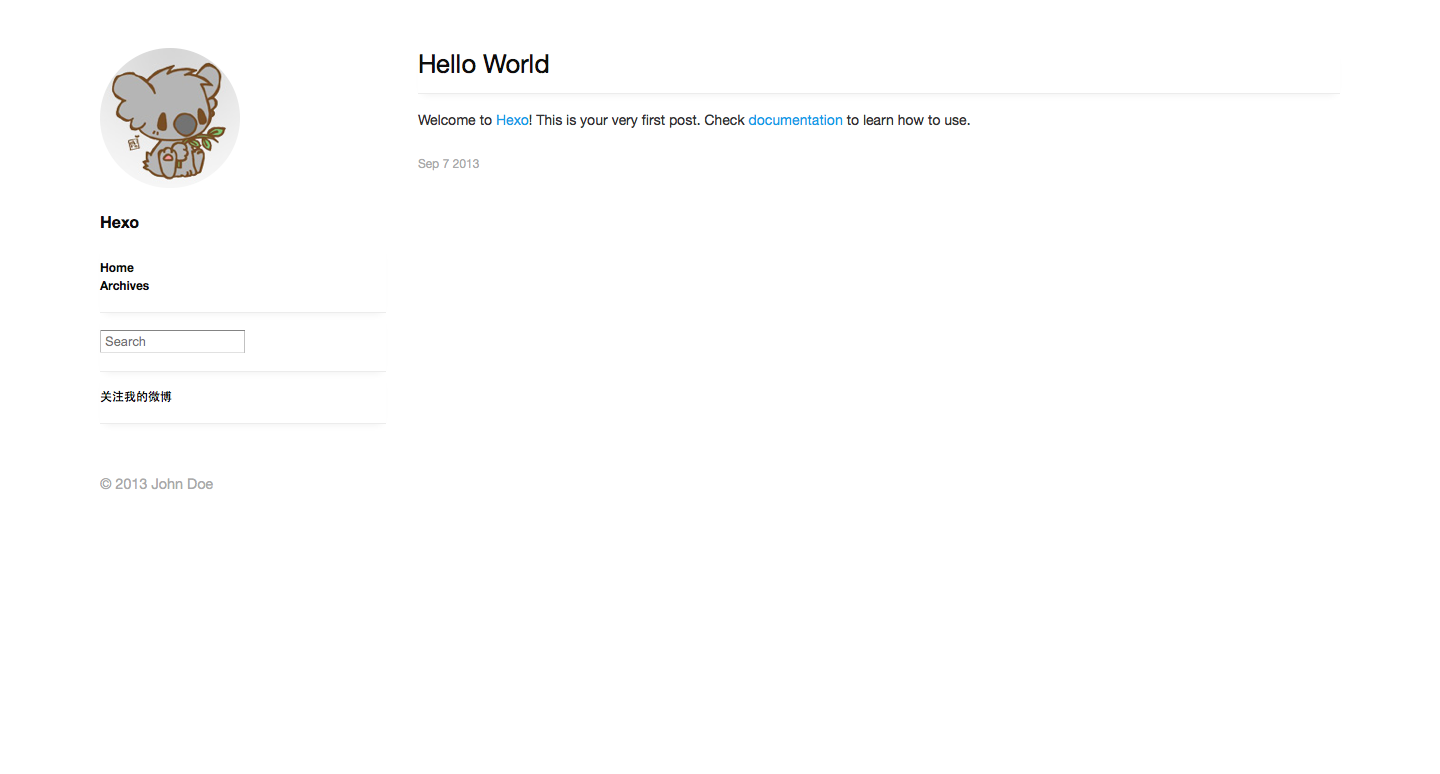 Hexo
Home
Archives
Search
关注我的微博
© 2013 John Doe
Hello World
Welcome to Hexo! This is your very first post. Check documentation to learn how to use.
Sep 7 2013